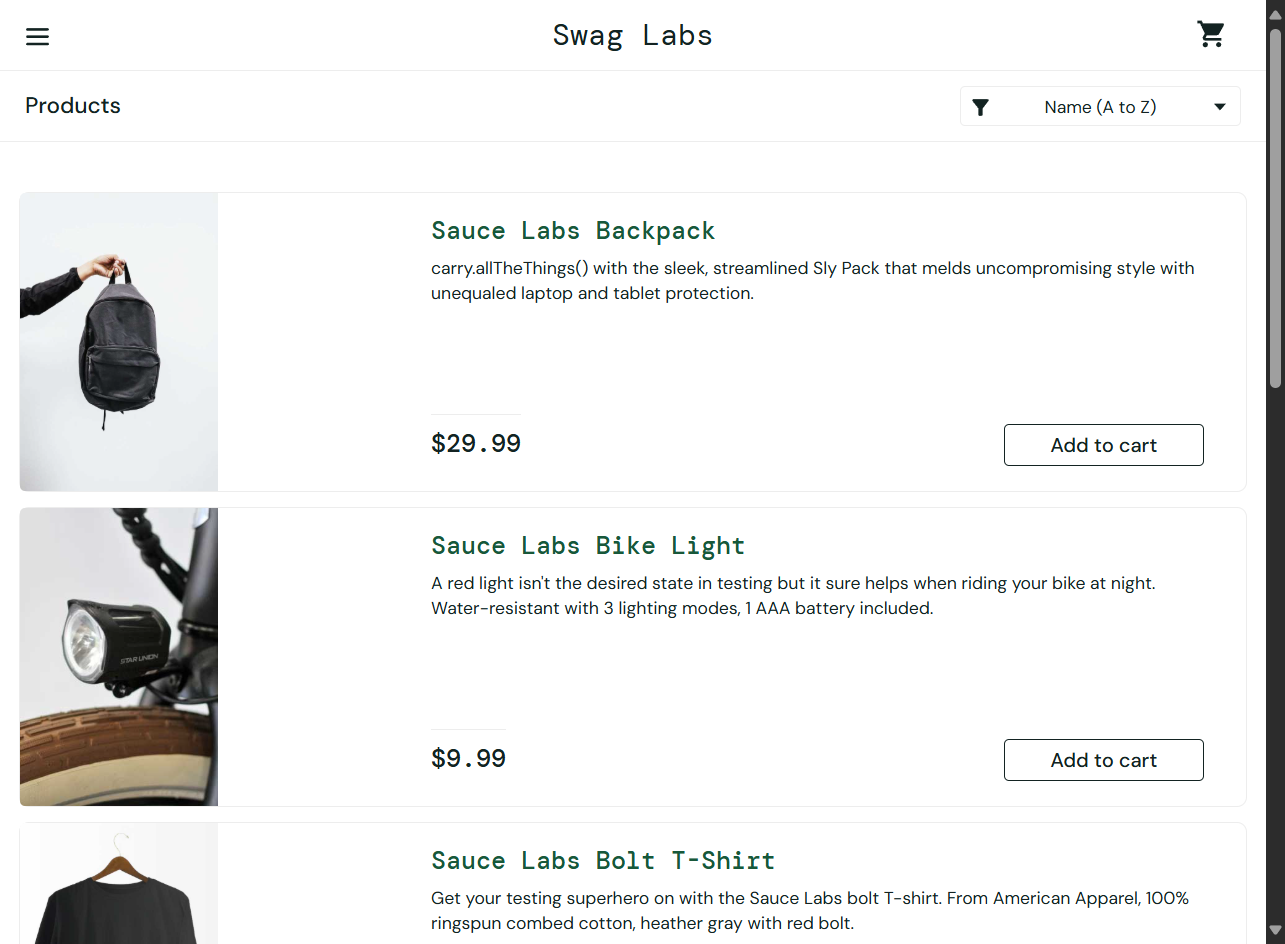 Swag Labs
Products
Name (A to Z)
Sauce Labs Backpack
carry.allTheThings() with the sleek, streamlined Sly Pack that melds uncompromising style with
unequaled laptop and tablet protection.
$29.99
Add to cart
Sauce Labs Bike Light
A red light isn't the desired state in testing but it sure helps when riding your bike at night.
Water-resistant with 3 lighting modes, 1 AAA battery included.
STAR UNION
$9.99
Add to cart
Sauce Labs Bolt T-Shirt
Get your testing superhero on with the Sauce Labs bolt T-shirt. From American Apparel, 100%
ringspun combed cotton, heather gray with red bolt.